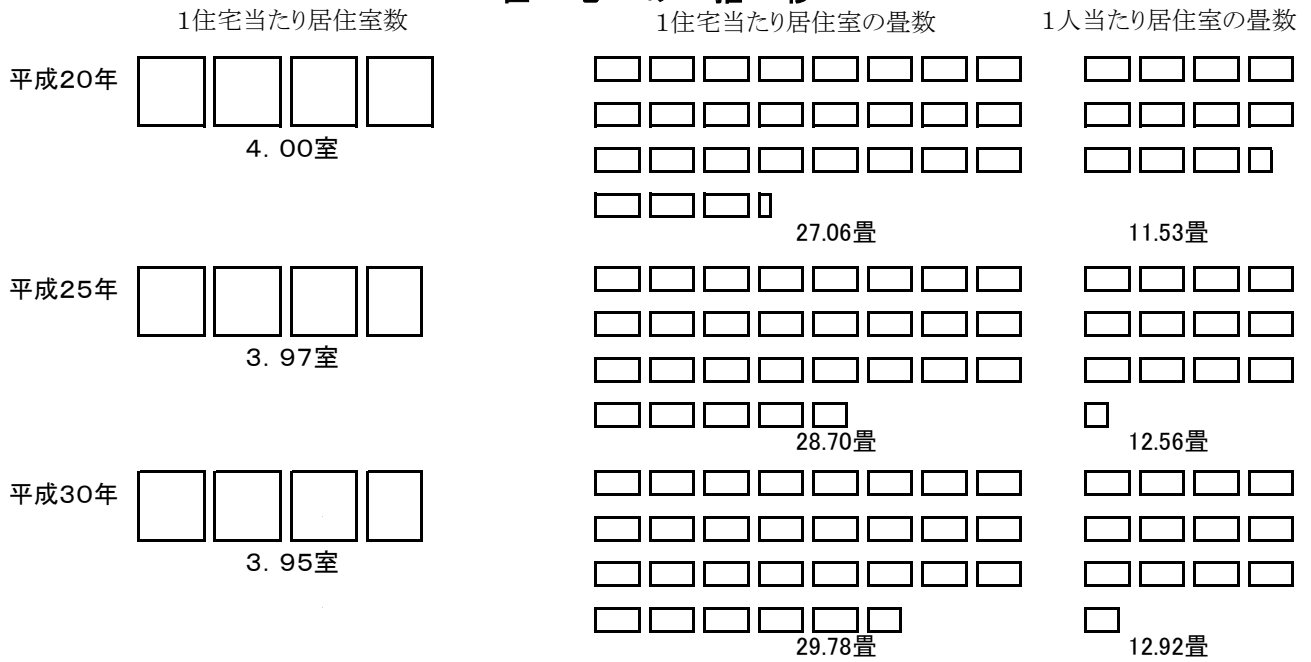 1住宅当たり居住室数
1住宅当たり居住室の畳数
1人当たり居住室の畳数
平成20年
4.00室
27.06畳
11.53畳
平成25年
3.97室
28.70畳
12.56畳
平成30年
3.95室
29.78畳
12.92畳